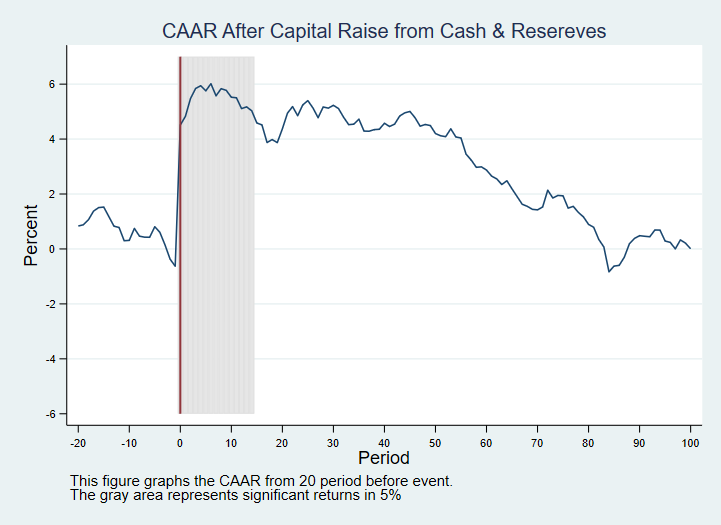 CAAR After Capital Raise from Cash & Resereves
Percent
6
4
2
0
-2
-4
-6
-20 -10 0 10 20 30 40 50 60 70 80 90 100
Period
This figure graphs the CAAR from 20 period before event.
The gray area represents significant returns in 5%